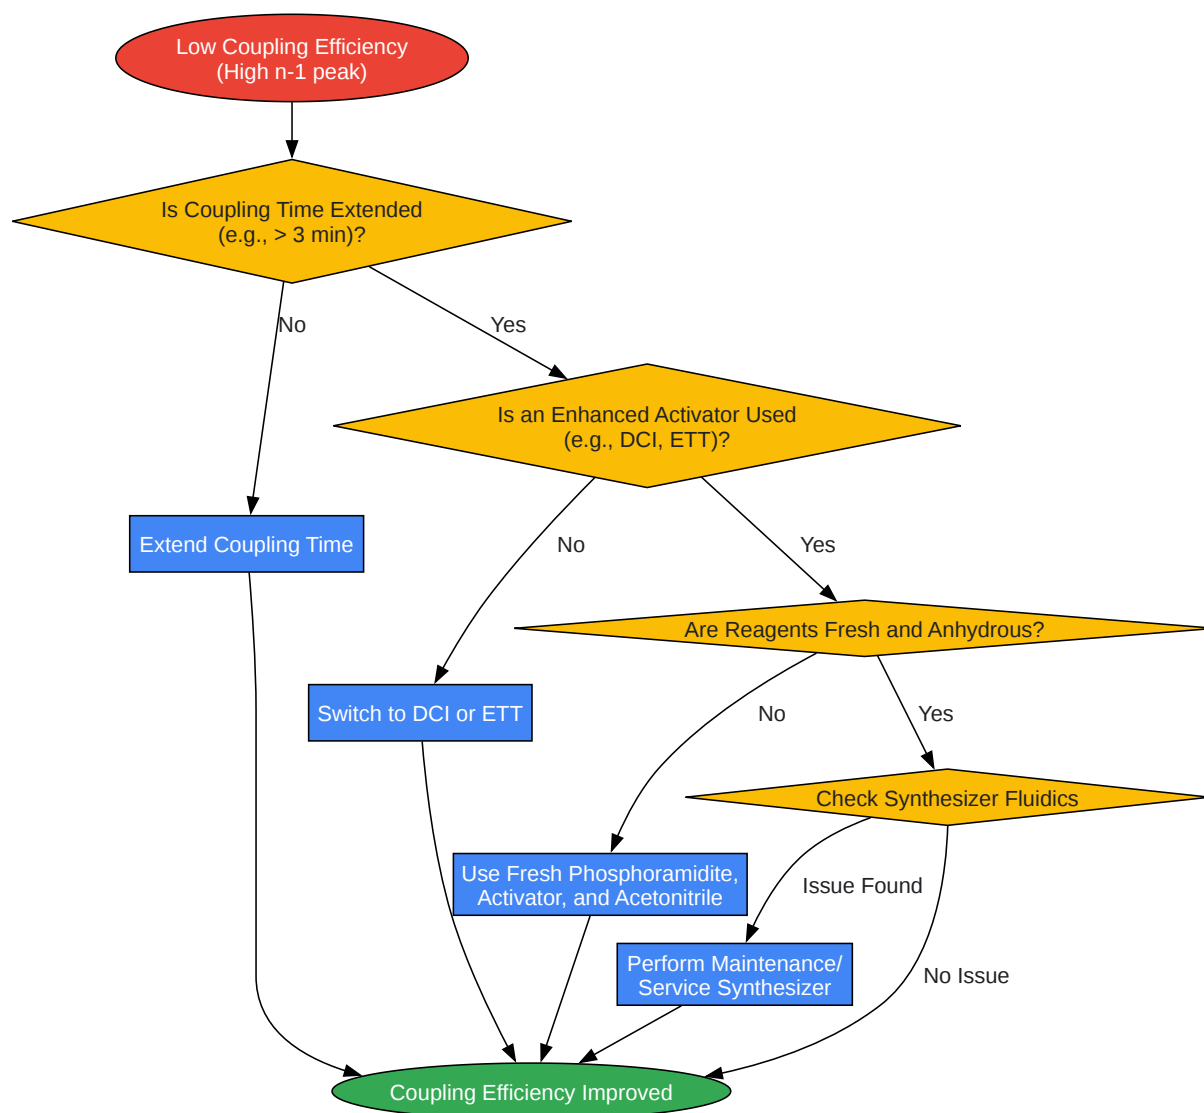 Low Coupling Efficiency
(High n-1 peak)
Is Coupling Time Extended
(e.g., > 3 min)?
No
Yes
Is an Enhanced Activator Used
(e.g., DCI, ETT)?
Extend Coupling Time
No
Yes
Are Reagents Fresh and Anhydrous?
Switch to DCI or ETT
No
Yes
Check Synthesizer Fluidics
Use Fresh Phosphoramidite,
Activator, and Acetonitrile
Issue Found
Perform Maintenance/
Service Synthesizer
No Issue
Coupling Efficiency Improved